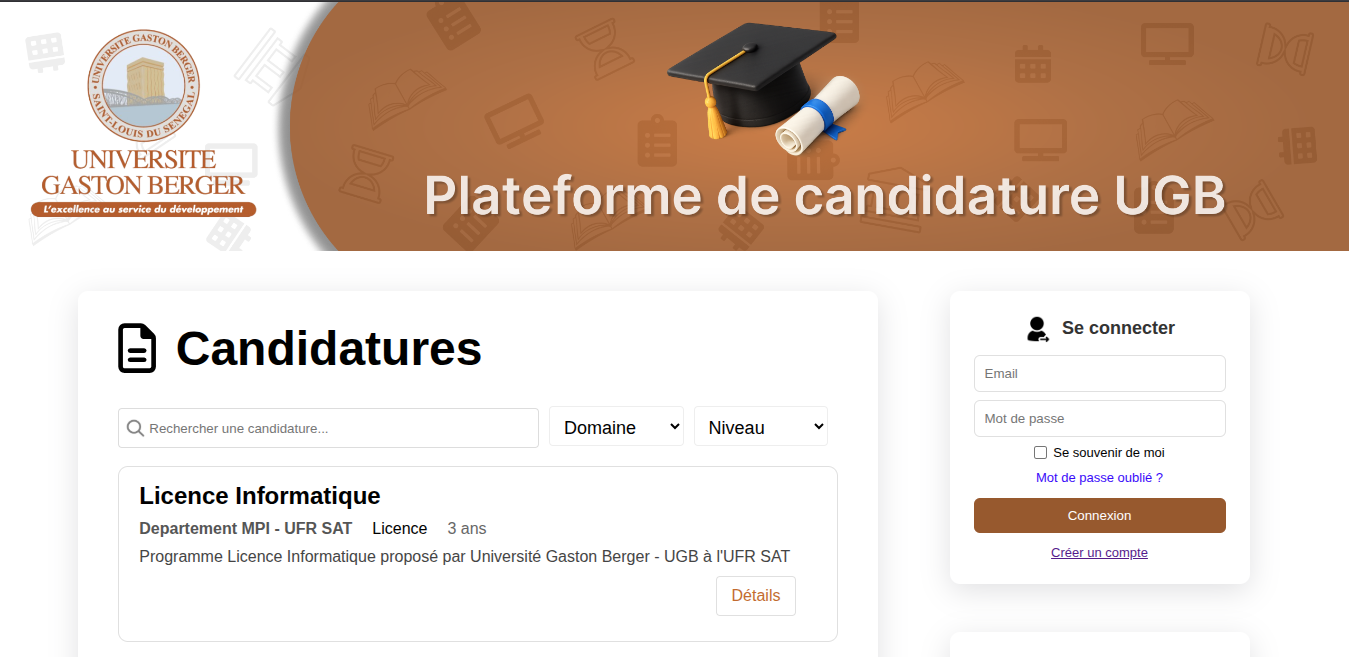 UNIVERSITE GASTON BERGER
SAINT-LOUIS DU SENEGAL
UNIVERSITE
GASTON BERGER
L'excellence au service du développement
Plateforme de candidature UGB
Candidatures
Rechercher une candidature...
Domaine
Niveau
Licence Informatique
Departement MPI - UFR SAT Licence 3 ans
Programme Licence Informatique proposé par Université Gaston Berger - UGB à l'UFR SAT
Détails
Se connecter
Email
Mot de passe
Se souvenir de moi
Mot de passe oublié ?
Connexion
Créer un compte